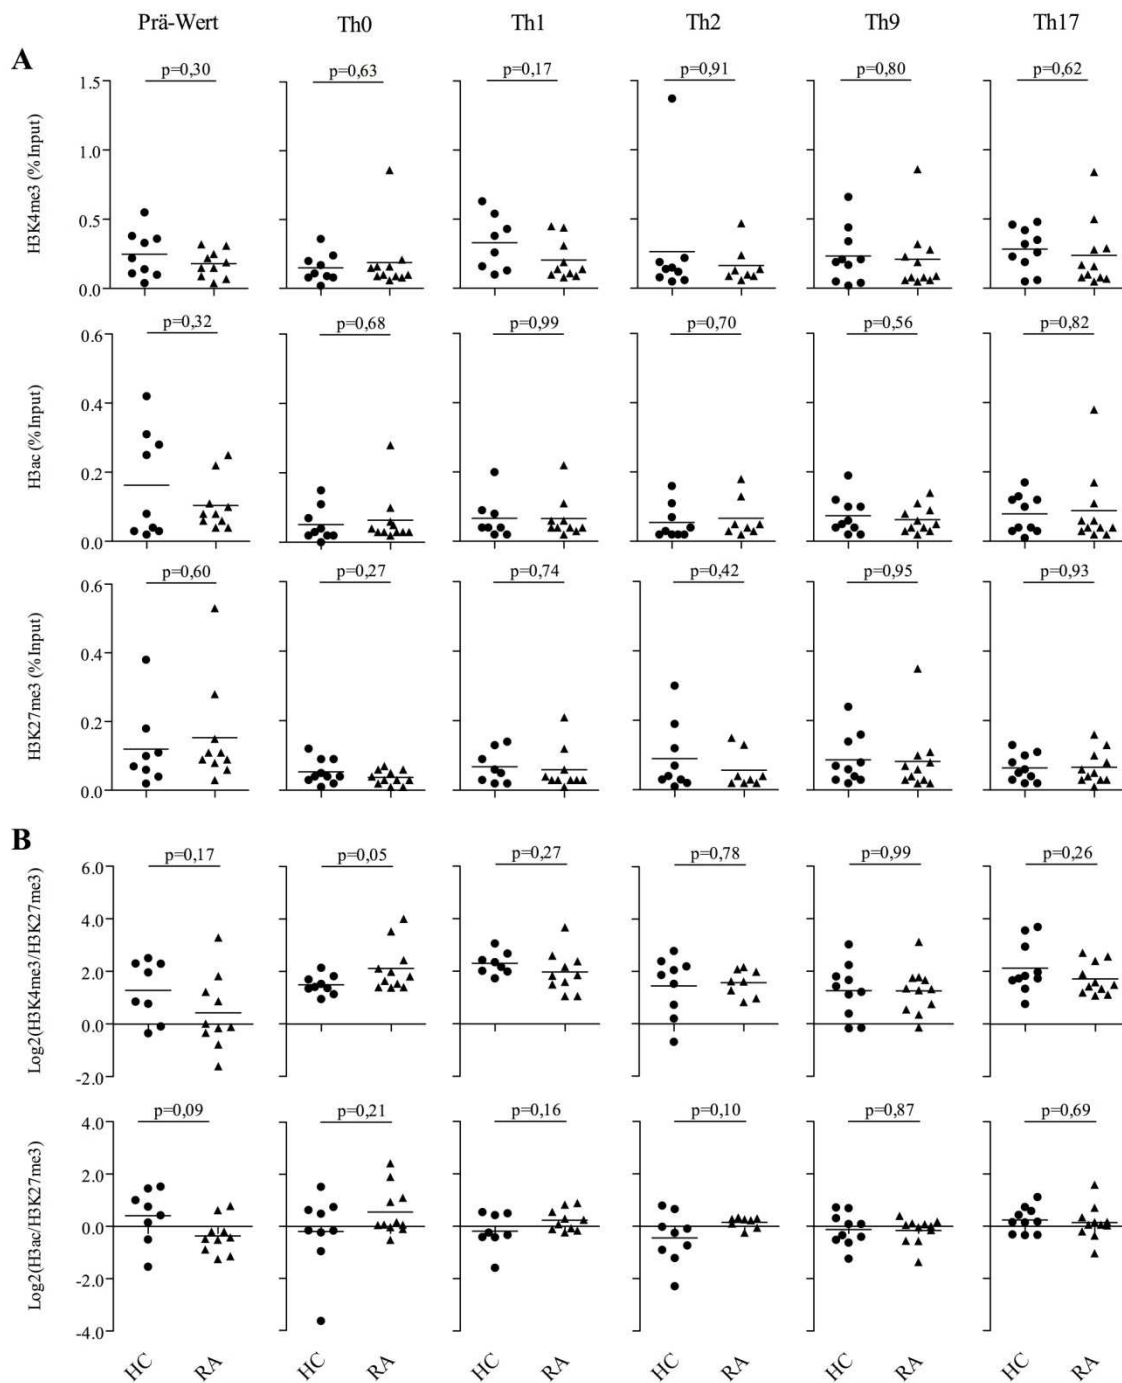 Prä-Wert Th0 Th1 Th2 Th9 Th17
A
p=0,30 p=0,63 p=0,17 p=0,91 p=0,80 p=0,62
H3K4me3 (% Input)
1.5
1.0
0.5
0.0
p=0,32 p=0,68 p=0,99 p=0,70 p=0,56 p=0,82
H3ac (% Input)
0.6
0.4
0.2
0.0
p=0,60 p=0,27 p=0,74 p=0,42 p=0,95 p=0,93
H3K27me3 (% Input)
0.6
0.4
0.2
0.0
B
p=0,17 p=0,05 p=0,27 p=0,78 p=0,99 p=0,26
Log2(H3K4me3/H3K27me3)
6.0
4.0
2.0
0.0
-2.0
p=0,09 p=0,21 p=0,16 p=0,10 p=0,87 p=0,69
Log2(H3ac/H3K27me3)
4.0
2.0
0.0
-2.0
-4.0
HC RA HC RA HC RA HC RA HC RA HC RA